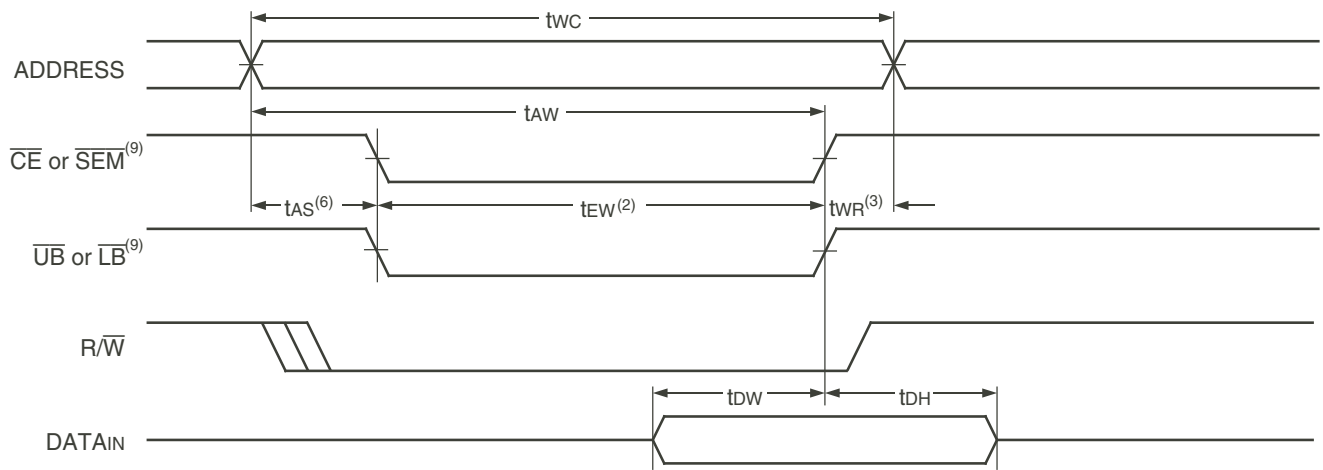 tWC
ADDRESS
tAW
CE or SEM(9)
tAS(6) tEW(2) tWR(3)
UB or LB(9)
R/W
tDW tDH
DATAIN